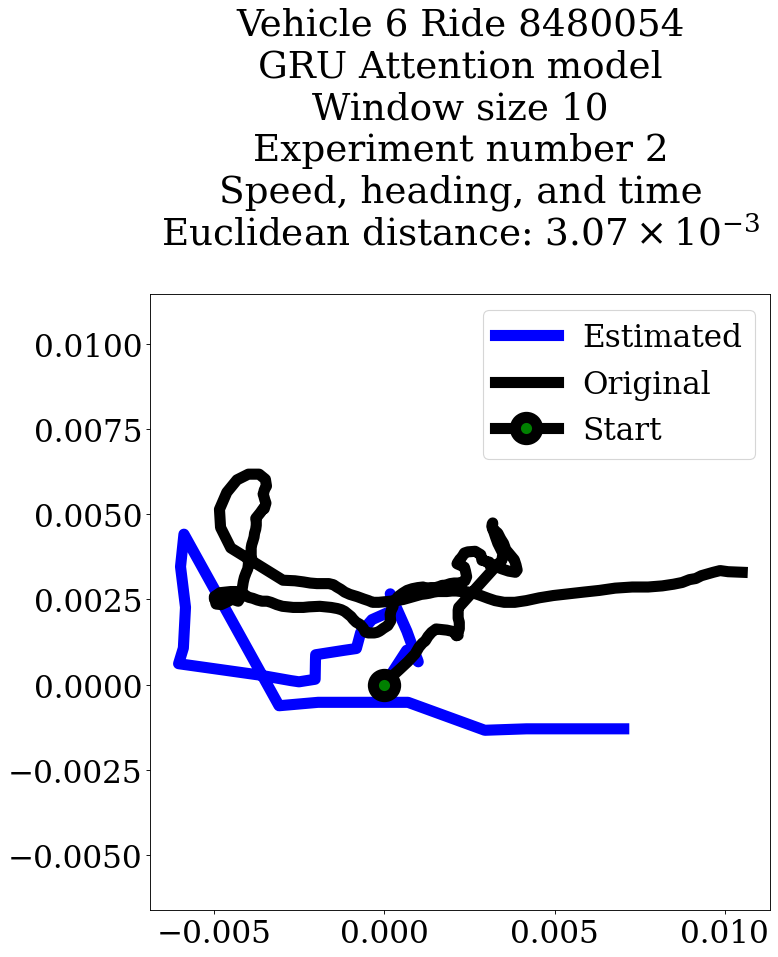 Vehicle 6 Ride 8480054
GRU Attention model
Window size 10
Experiment number 2
Speed, heading, and time
Euclidean distance: 3.07 × 10⁻³
Estimated
Original
Start
0.0100
0.0075
0.0050
0.0025
0.0000
−0.0025
−0.0050
−0.005 0.000 0.005 0.010